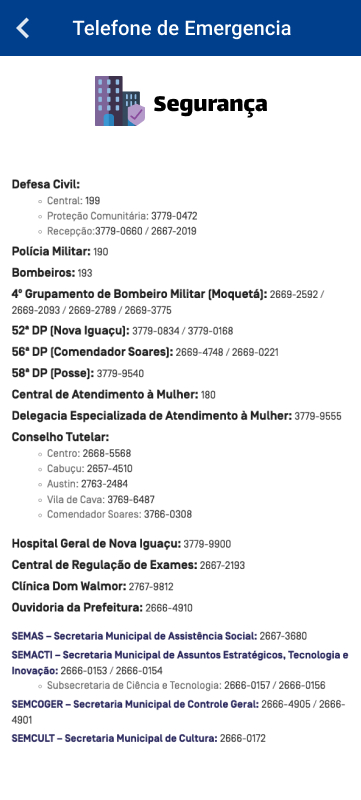 Telefone de Emergencia
Segurança
Defesa Civil:
Central: 199
Proteção Comunitária: 3779-0472
Recepção:3779-0660 / 2667-2019
Polícia Militar: 190
Bombeiros: 193
4º Grupamento de Bombeiro Militar (Moquetá): 2669-2592 /
2669-2093 / 2669-2789 / 2669-3775
52ª DP (Nova Iguaçu): 3779-0834 / 3779-0168
56ª DP (Comendador Soares): 2669-4748 / 2669-0221
58ª DP (Posse): 3779-9540
Central de Atendimento à Mulher: 180
Delegacia Especializada de Atendimento à Mulher: 3779-9555
Conselho Tutelar:
Centro: 2668-5568
Cabuçu: 2657-4510
Austin: 2763-2484
Vila de Cava: 3769-6487
Comendador Soares: 3766-0308
Hospital Geral de Nova Iguaçu: 3779-9900
Central de Regulação de Exames: 2667-2193
Clínica Dom Walmor: 2767-9812
Ouvidoria da Prefeitura: 2666-4910
SEMAS – Secretaria Municipal de Assistência Social: 2667-3680
SEMACTI – Secretaria Municipal de Assuntos Estratégicos, Tecnologia e
Inovação: 2666-0153 / 2666-0154
Subsecretaria de Ciência e Tecnologia: 2666-0157 / 2666-0156
SEMCOGER – Secretaria Municipal de Controle Geral: 2666-4905 / 2666-
4901
SEMCULT – Secretaria Municipal de Cultura: 2666-0172